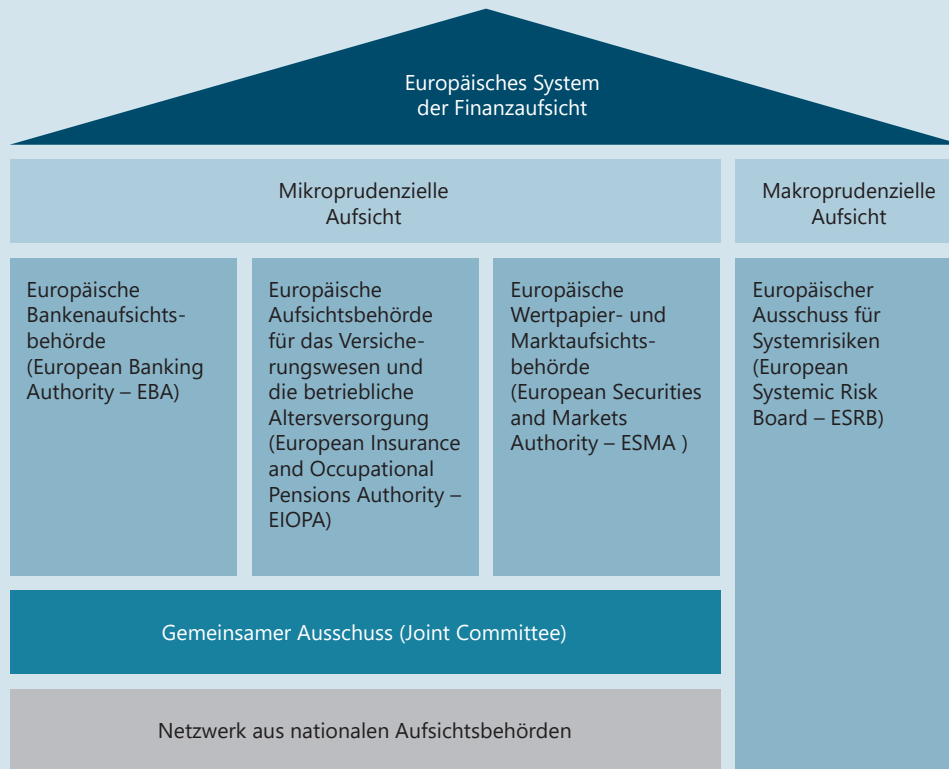 Europäisches System
der Finanzaufsicht
Mikroprudenzielle
Aufsicht
Makroprudenzielle
Aufsicht
Europäische
Bankenaufsichts-
behörde
(European Banking
Authority – EBA)
Europäische
Aufsichtsbehörde
für das Versiche-
rungswesen und
die betriebliche
Altersversorgung
(European Insurance
and Occupational
Pensions Authority –
EIOPA)
Europäische
Wertpapier- und
Marktaufsichts-
behörde
(European Securities
and Markets
Authority – ESMA )
Europäischer
Ausschuss für
Systemrisiken
(European
Systemic Risk
Board – ESRB)
Gemeinsamer Ausschuss (Joint Committee)
Netzwerk aus nationalen Aufsichtsbehörden